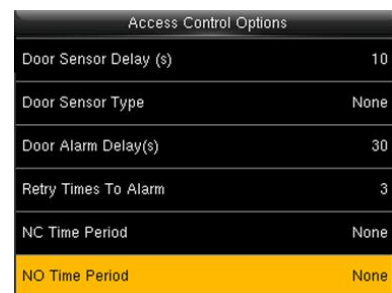 Access Control Options
Door Sensor Delay (s) 10
Door Sensor Type None
Door Alarm Delay(s) 30
Retry Times To Alarm 3
NC Time Period None
NO Time Period None